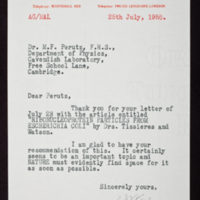 AG/HAL 25th July, 1958.
Dr. M.F. Perutz, F.R.S.,
Department of Physics,
Cavendish Laboratory,
Free School Lane,
Cambridge.
Dear Perutz,
Thank you for your letter
of July 23 with the article entitled
"RIBONUCLEOPROTEIN PARTICLES FROM
ESCHERICHIA COLI" by Drs. Tissieres and
Watson.
I am glad to have your
recommendation of this. It certainly
seems to be an important topic and
NATURE must evidently find space for it
as soon as possible.
Sincerely yours,